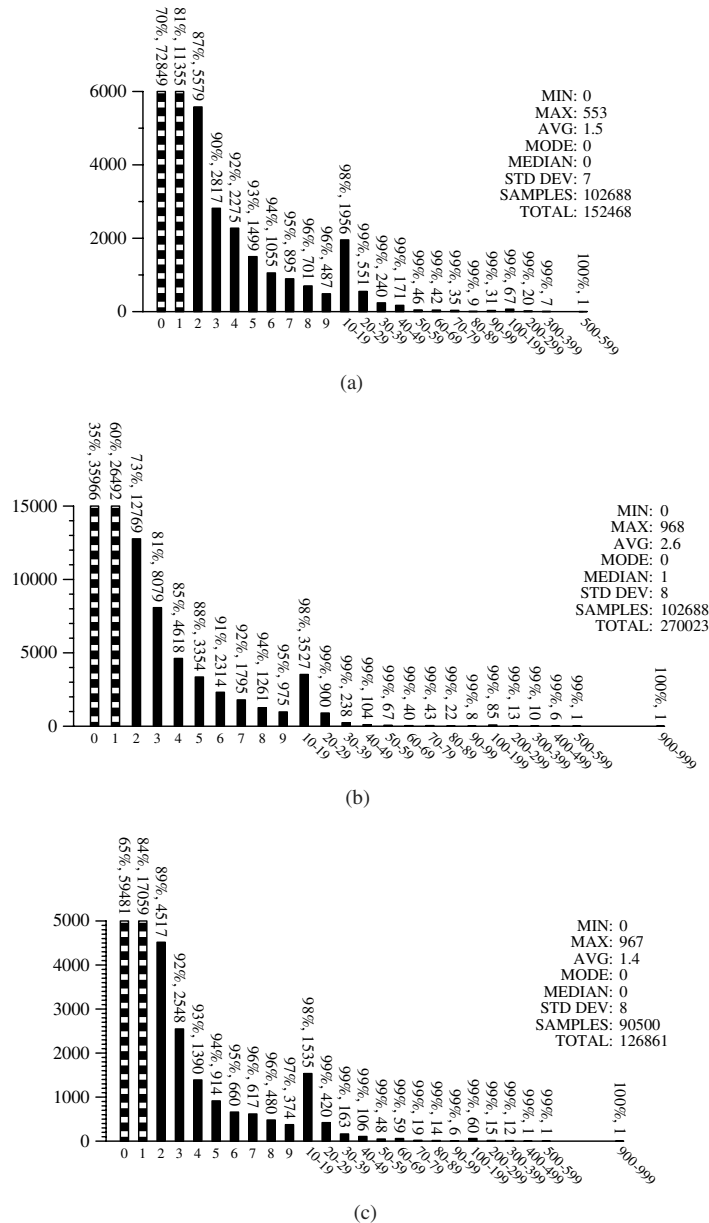 70%, 72849
81%, 11355
87%, 5579
90%, 2817
92%, 2275
93%, 1499
94%, 1055
95%, 895
96%, 701
96%, 487
98%, 1956
99%, 551
99%, 240
99%, 171
99%, 46
99%, 42
99%, 35
99%, 9
99%, 31
99%, 67
99%, 20
99%, 7
100%, 1
6000
4000
2000
0
MIN: 0
MAX: 553
AVG: 1.5
MODE: 0
MEDIAN: 0
STD DEV: 7
SAMPLES: 102688
TOTAL: 152468
0 1 2 3 4 5 6 7 8 9 10-19 20-29 30-39 40-49 50-59 60-69 70-79 80-89 90-99 100-199 200-299 300-399 500-599
(a)
35%, 35966
60%, 26492
73%, 12769
81%, 8079
85%, 4618
88%, 3354
91%, 2314
92%, 1795
94%, 1261
95%, 975
98%, 3527
99%, 900
99%, 238
99%, 104
99%, 67
99%, 40
99%, 43
99%, 22
99%, 8
99%, 85
99%, 13
99%, 10
99%, 6
99%, 1
100%, 1
15000
10000
5000
0
MIN: 0
MAX: 968
AVG: 2.6
MODE: 0
MEDIAN: 1
STD DEV: 8
SAMPLES: 102688
TOTAL: 270023
0 1 2 3 4 5 6 7 8 9 10-19 20-29 30-39 40-49 50-59 60-69 70-79 80-89 90-99 100-199 200-299 300-399 400-499 500-599 900-999
(b)
65%, 59481
84%, 17059
89%, 4517
92%, 2548
93%, 1390
94%, 914
95%, 660
96%, 617
96%, 480
97%, 374
98%, 1535
99%, 420
99%, 163
99%, 106
99%, 48
99%, 59
99%, 19
99%, 14
99%, 6
99%, 60
99%, 15
99%, 12
99%, 1
99%, 1
100%, 1
5000
4000
3000
2000
1000
0
MIN: 0
MAX: 967
AVG: 1.4
MODE: 0
MEDIAN: 0
STD DEV: 8
SAMPLES: 90500
TOTAL: 126861
0 1 2 3 4 5 6 7 8 9 10-19 20-29 30-39 40-49 50-59 60-69 70-79 80-89 90-99 100-199 200-299 300-399 400-499 500-599 900-999
(c)